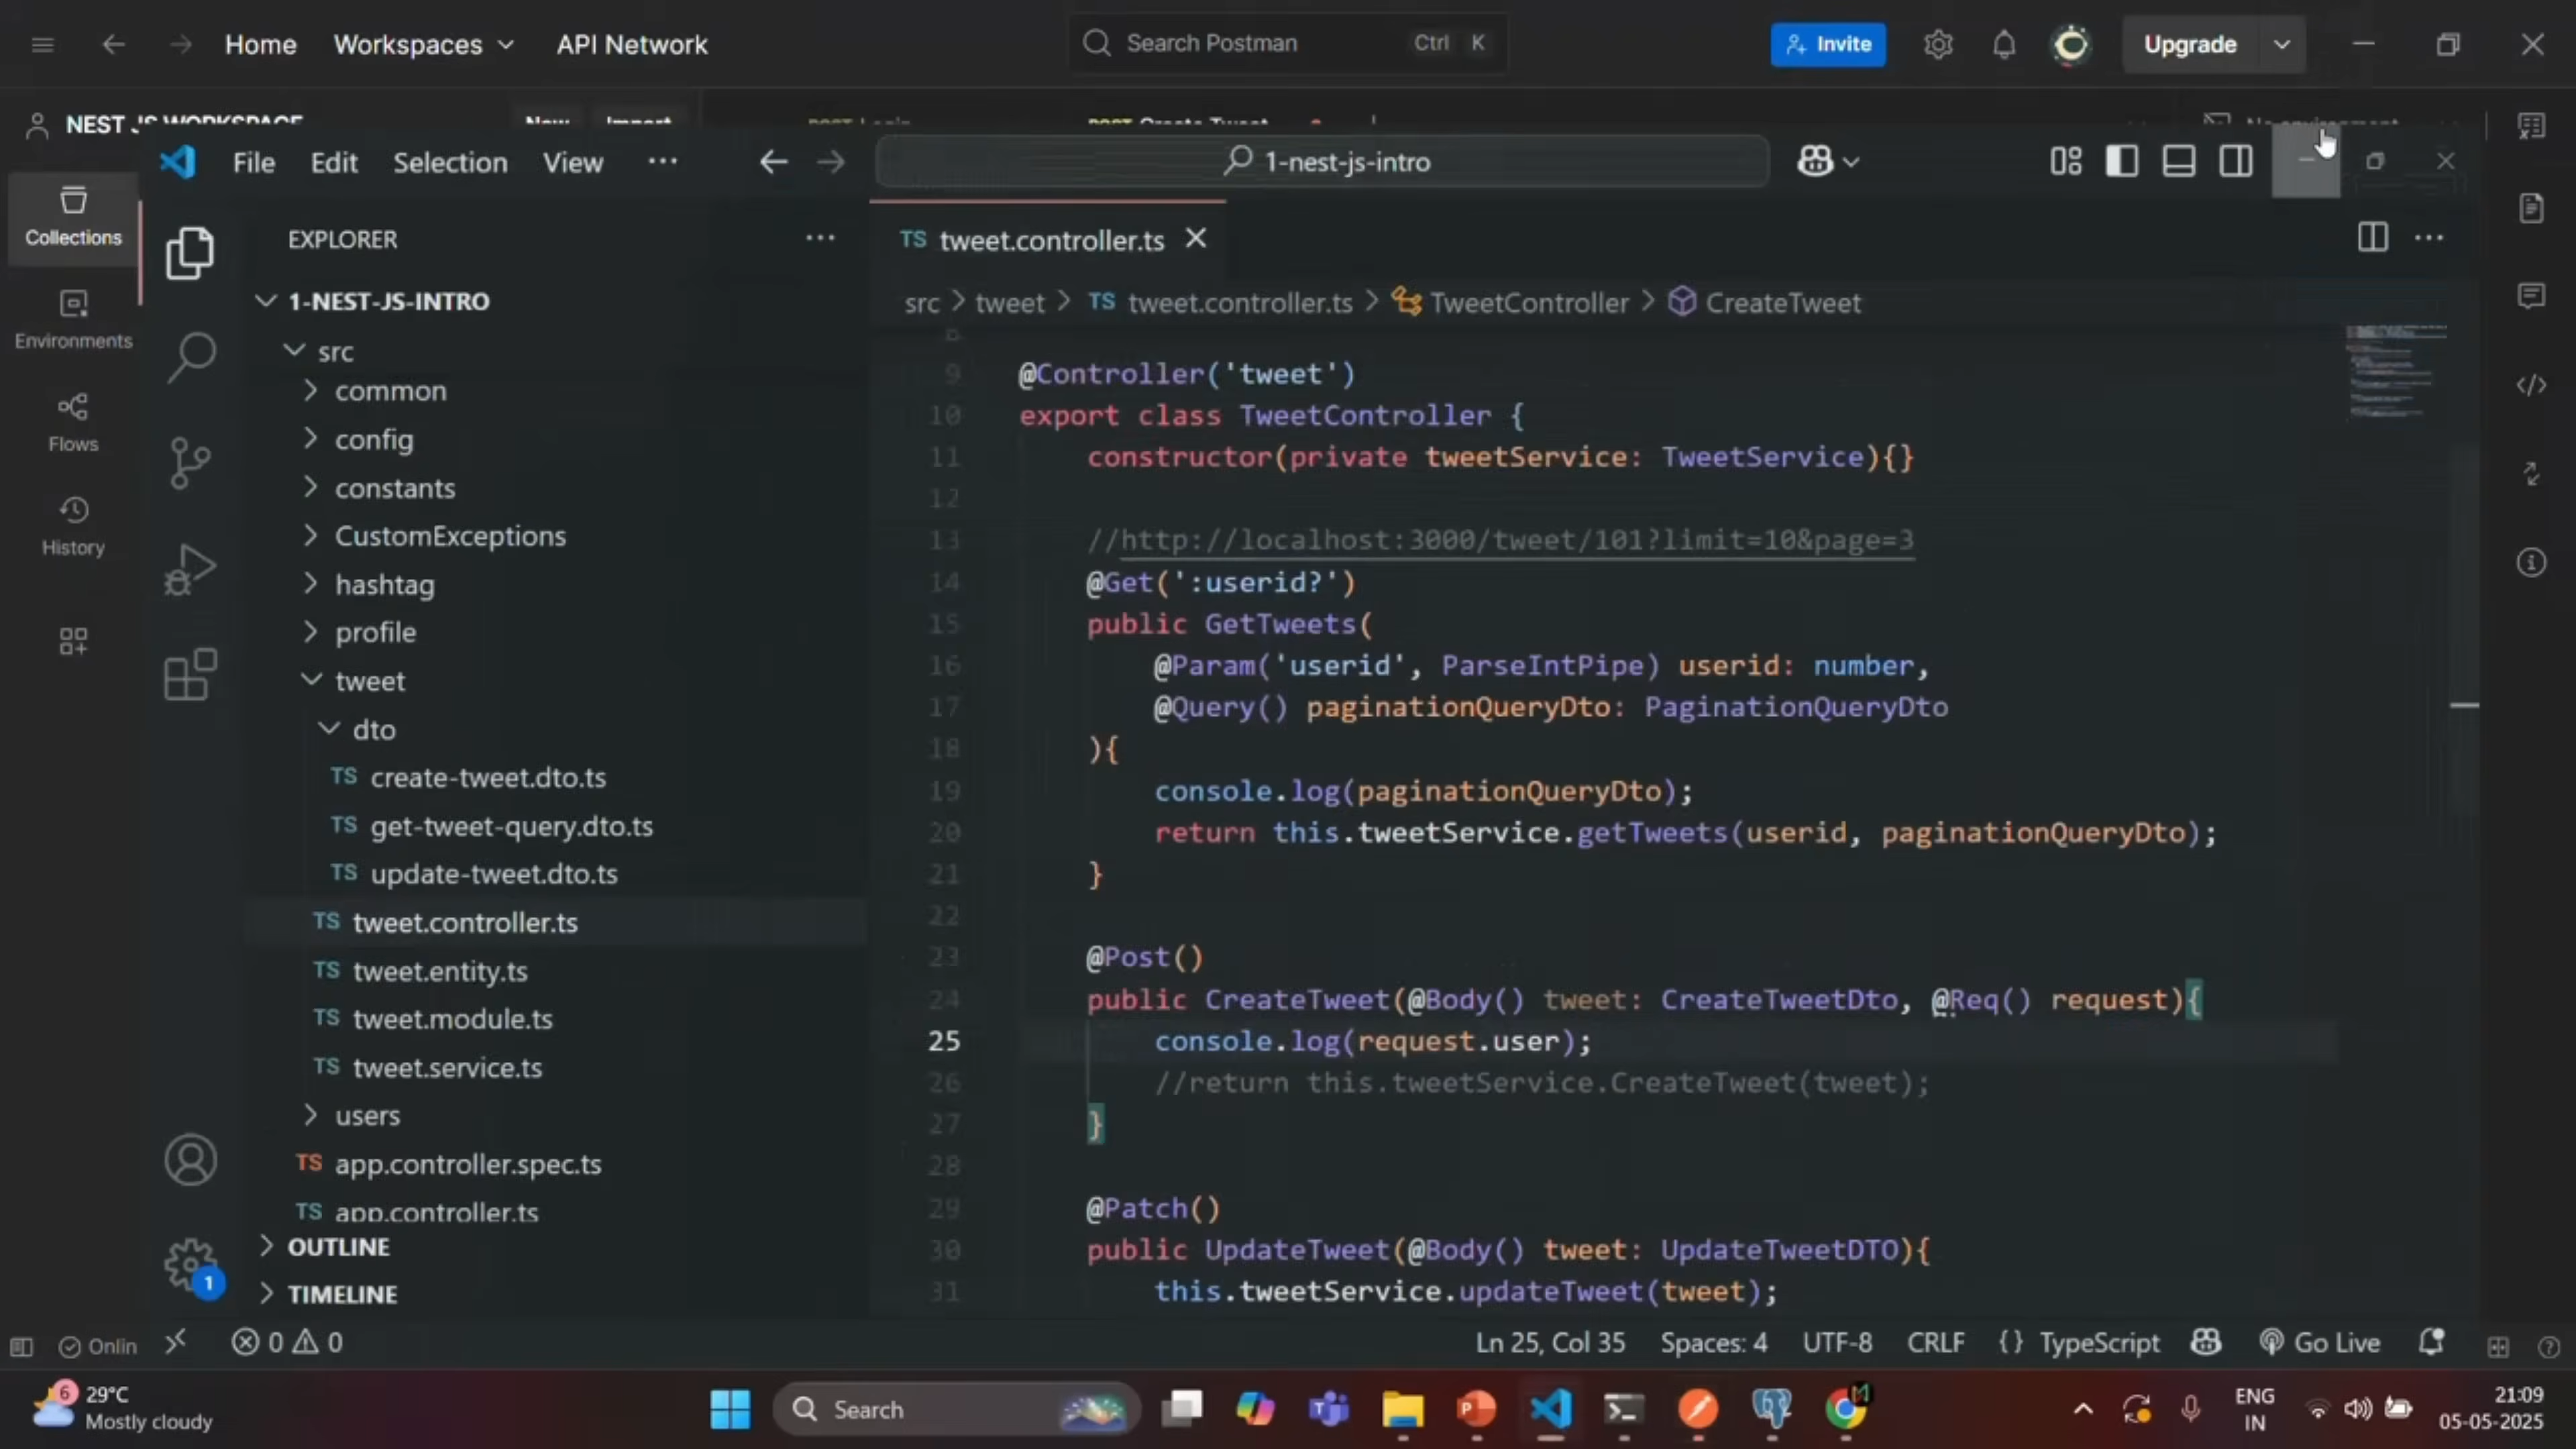 Home Workspaces API Network Search Postman Ctrl K Invite Upgrade
File Edit Selection View ··· 1-nest-js-intro
Collections
Environments
Flows
History
EXPLORER ···
1-NEST-JS-INTRO
src
common
config
constants
CustomExceptions
hashtag
profile
tweet
dto
TS create-tweet.dto.ts
TS get-tweet-query.dto.ts
TS update-tweet.dto.ts
TS tweet.controller.ts
TS tweet.entity.ts
TS tweet.module.ts
TS tweet.service.ts
users
TS app.controller.spec.ts
TS app.controller.ts
OUTLINE
TIMELINE
1
TS tweet.controller.ts
src > tweet > TS tweet.controller.ts > TweetController > CreateTweet
9 @Controller('tweet')
10 export class TweetController {
11 constructor(private tweetService: TweetService){}
12
13 //http://localhost:3000/tweet/101?limit=10&page=3
14 @Get(':userid?')
15 public GetTweets(
16 @Param('userid', ParseIntPipe) userid: number,
17 @Query() paginationQueryDto: PaginationQueryDto
18 ){
19 console.log(paginationQueryDto);
20 return this.tweetService.getTweets(userid, paginationQueryDto);
21 }
22
23 @Post()
24 public CreateTweet(@Body() tweet: CreateTweetDto, @Req() request){
25 console.log(request.user);
26 //return this.tweetService.CreateTweet(tweet);
27 }
28
29 @Patch()
30 public UpdateTweet(@Body() tweet: UpdateTweetDTO){
31 this.tweetService.updateTweet(tweet);
Onlin 0 0 Ln 25, Col 35 Spaces: 4 UTF-8 CRLF {} TypeScript Go Live
6
29°C
Mostly cloudy
Search
ENG
IN
21:09
05-05-2025